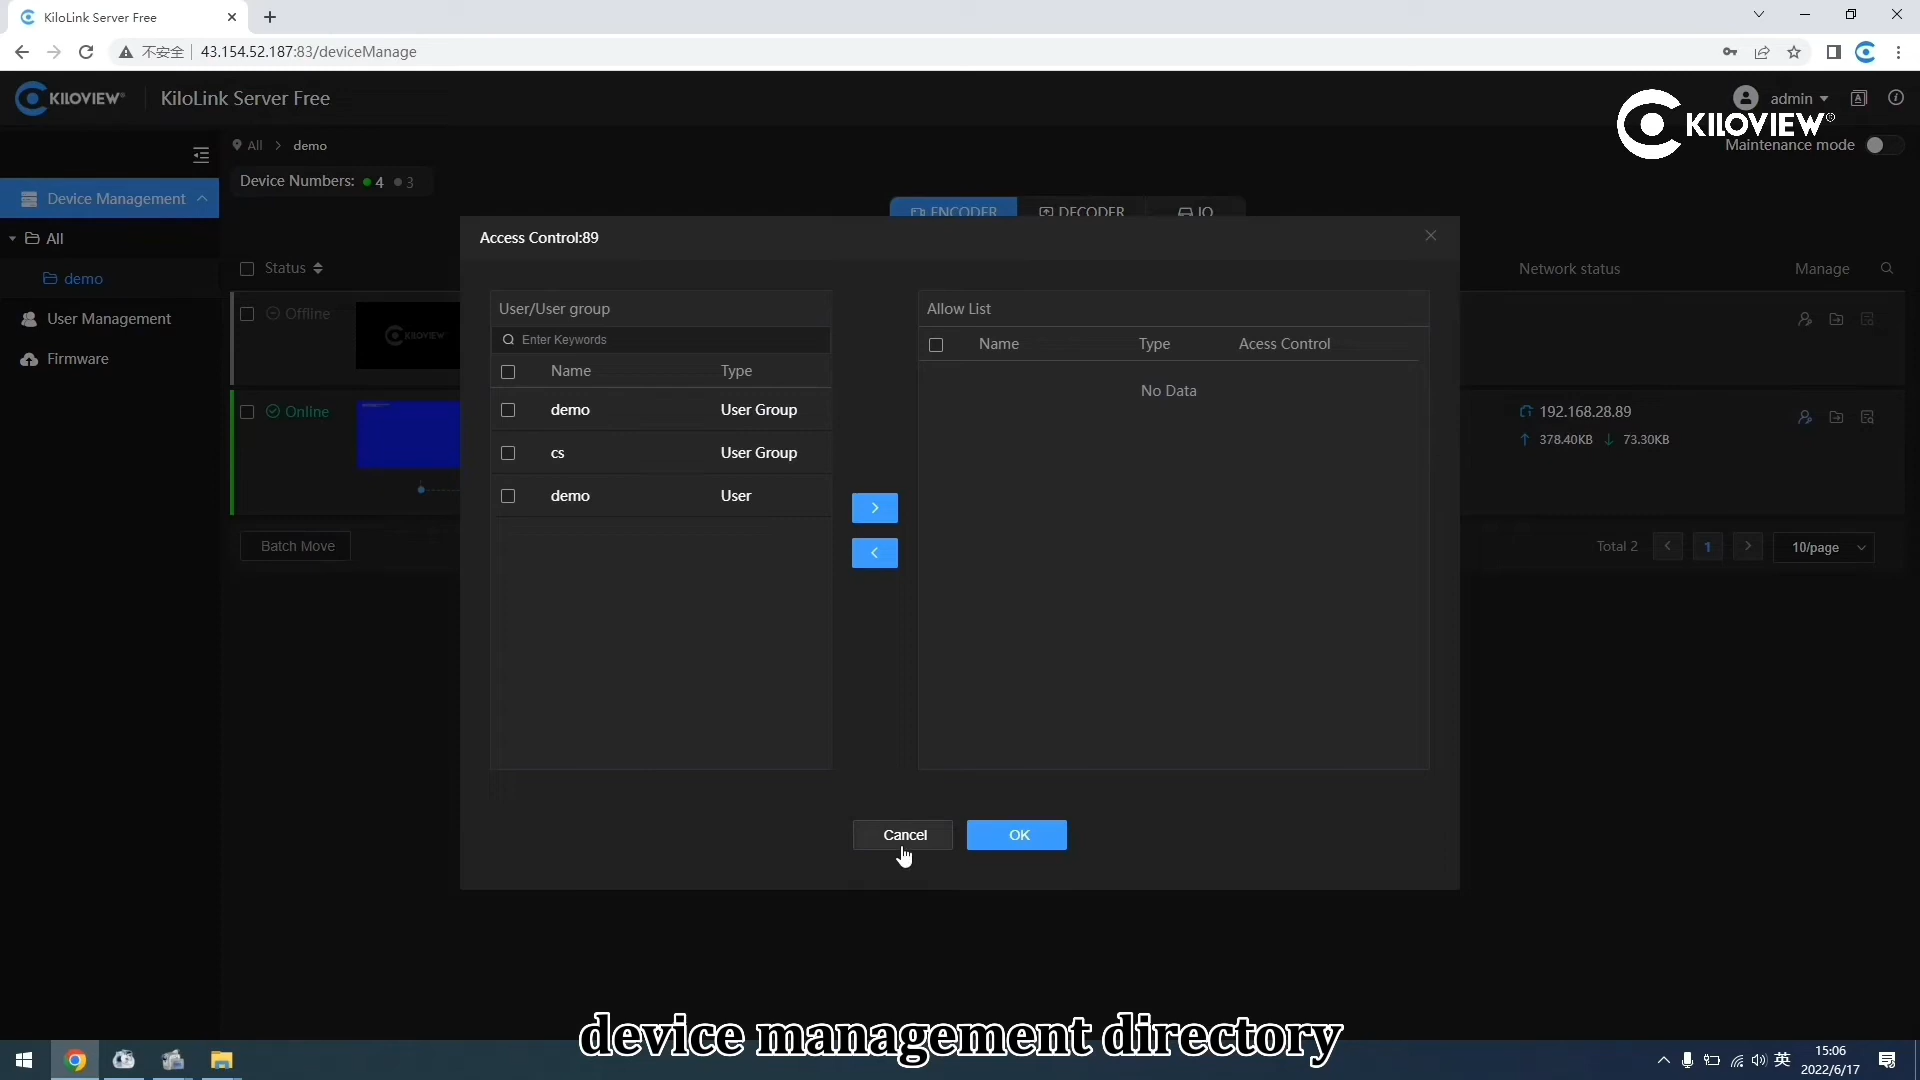 KiloLink Server Free
不安全 43.154.52.187:83/deviceManage
KILOVIEW® KiloLink Server Free
admin
KILOVIEW®
All > demo
Maintenance mode
Device Numbers: 4 3
Device Management
ENCODER DECODER IO
Access Control:89
All
demo
User Management
Firmware
Status
Network status Manage
Offline
KILOVIEW
Online
192.168.28.89
378.40KB 73.30KB
User/User group
Enter Keywords
Name Type
demo User Group
cs User Group
demo User
Allow List
Name Type Acess Control
No Data
Batch Move
Total 2 1 10/page
Cancel OK
device management directory
英 15:06
2022/6/17